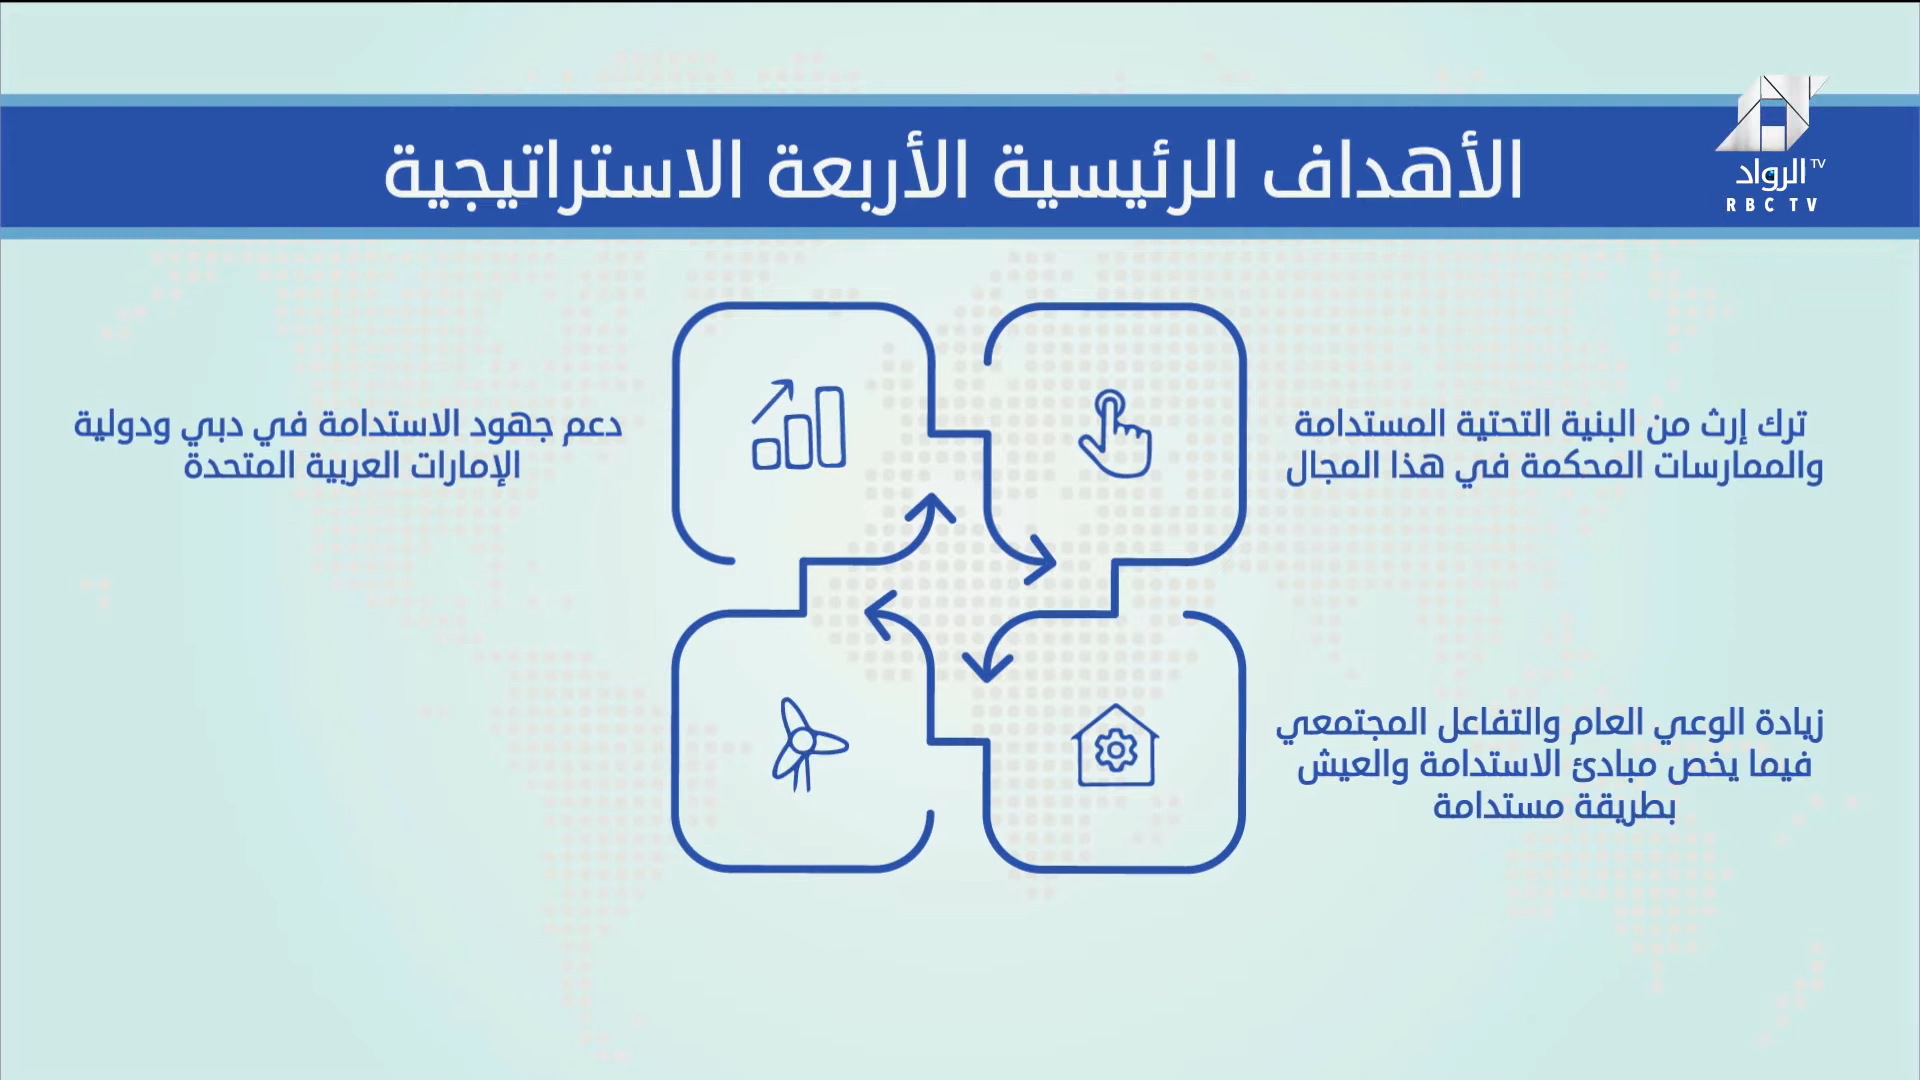 الأهداف الرئيسية الأربعة الاستراتيجية
الرواد TV
RBC TV
ترك إرث من البنية التحتية المستدامة
والممارسات المحكمة في هذا المجال
دعم جهود الاستدامة في دبي ودولية
الإمارات العربية المتحدة
زيادة الوعي العام والتفاعل المجتمعي
فيما يخص مبادئ الاستدامة والعيش
بطريقة مستدامة